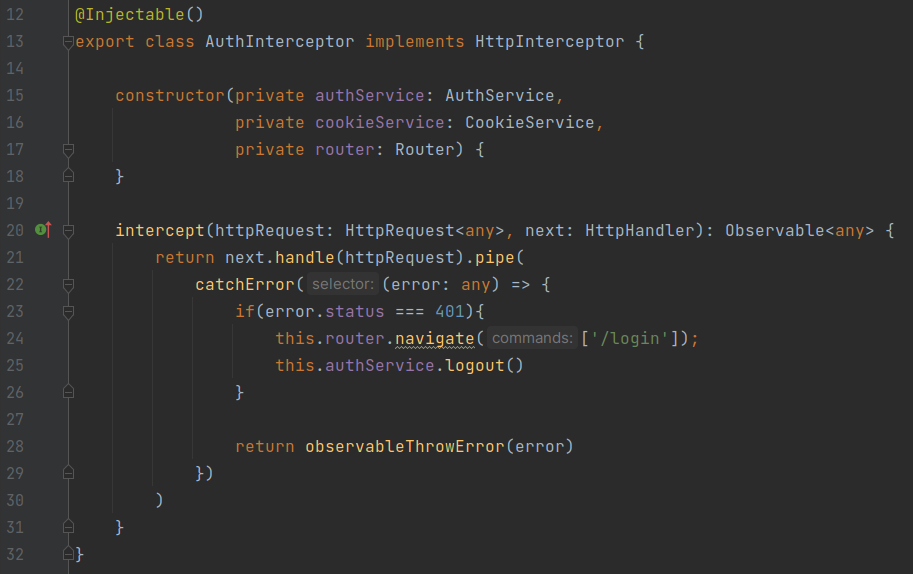 12 @Injectable()
13 export class AuthInterceptor implements HttpInterceptor {
14
15     constructor(private authService: AuthService,
16                 private cookieService: CookieService,
17                 private router: Router) {
18     }
19
20     intercept(httpRequest: HttpRequest<any>, next: HttpHandler): Observable<any> {
21         return next.handle(httpRequest).pipe(
22             catchError( selector: (error: any) => {
23                 if(error.status === 401){
24                     this.router.navigate( commands: ['/login']);
25                     this.authService.logout()
26                 }
27
28                 return observableThrowError(error)
29             })
30         )
31     }
32 }